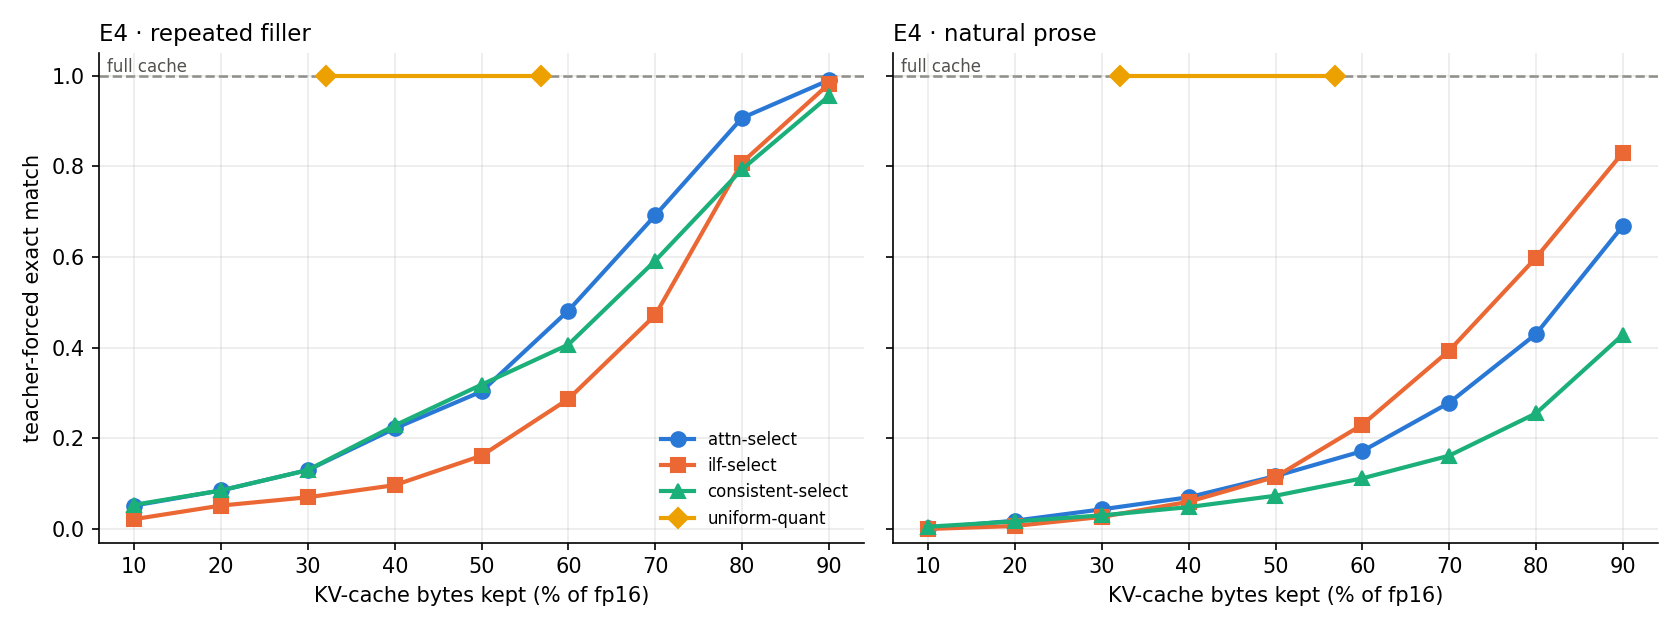 E4 · repeated filler
E4 · natural prose
full cache
full cache
1.0
0.8
0.6
0.4
0.2
0.0
teacher-forced exact match
attn-select
ilf-select
consistent-select
uniform-quant
10 20 30 40 50 60 70 80 90
10 20 30 40 50 60 70 80 90
KV-cache bytes kept (% of fp16)
KV-cache bytes kept (% of fp16)